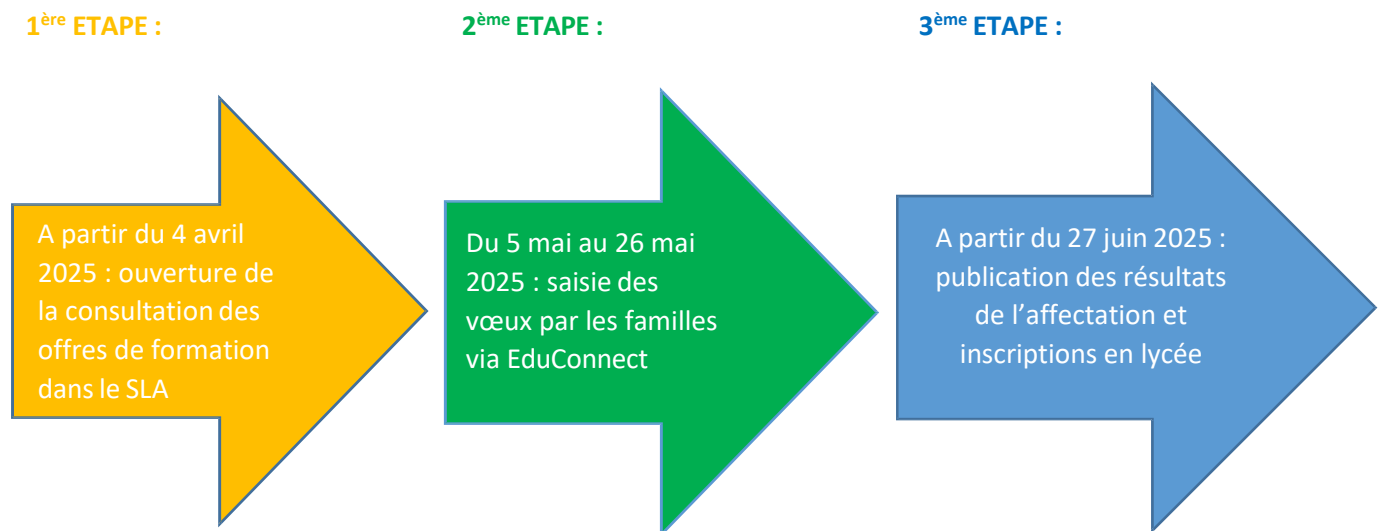 1ère ETAPE :
2ème ETAPE :
3ème ETAPE :
A partir du 4 avril
2025 : ouverture de
la consultation des
offres de formation
dans le SLA
Du 5 mai au 26 mai
2025 : saisie des
vœux par les familles
via EduConnect
A partir du 27 juin 2025 :
publication des résultats
de l’affectation et
inscriptions en lycée